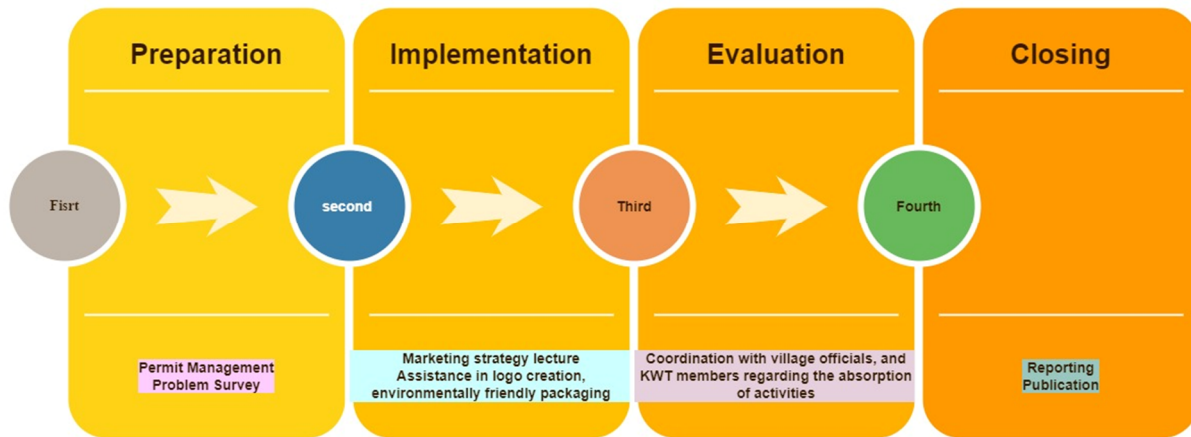 Preparation
Implementation
Evaluation
Closing
Fisrt
second
Third
Fourth
Permit Management
Problem Survey
Marketing strategy lecture
Assistance in logo creation,
environmentally friendly packaging
Coordination with village officials, and
KWT members regarding the absorption
of activities
Reporting
Publication